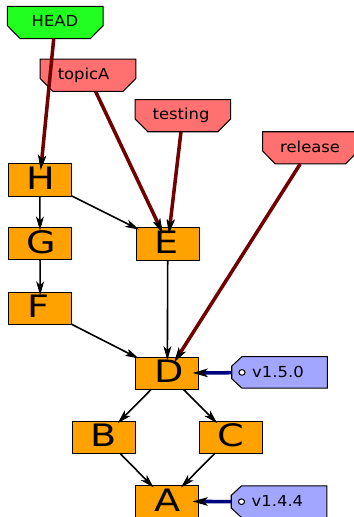 HEAD
topicA
testing
release
H
G
E
F
D
v1.5.0
B
C
A
v1.4.4